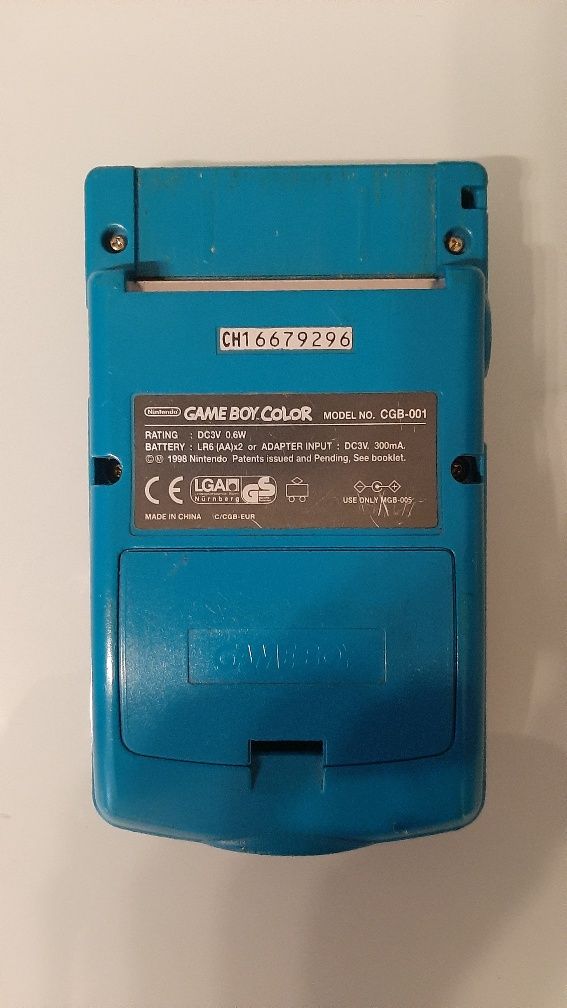 CH16679296
Nintendo GAME BOY COLOR MODEL NO. CGB-001
RATING : DC3V 0.6W
BATTERY : LR6 (AA)x2 or ADAPTER INPUT : DC3V. 300mA.
©Ⓜ 1998 Nintendo Patents issued and Pending, See booklet.
CE LGA GS
Nürnberg
USE ONLY MGB-005
MADE IN CHINA C/CGB-EUR
GAME BOY